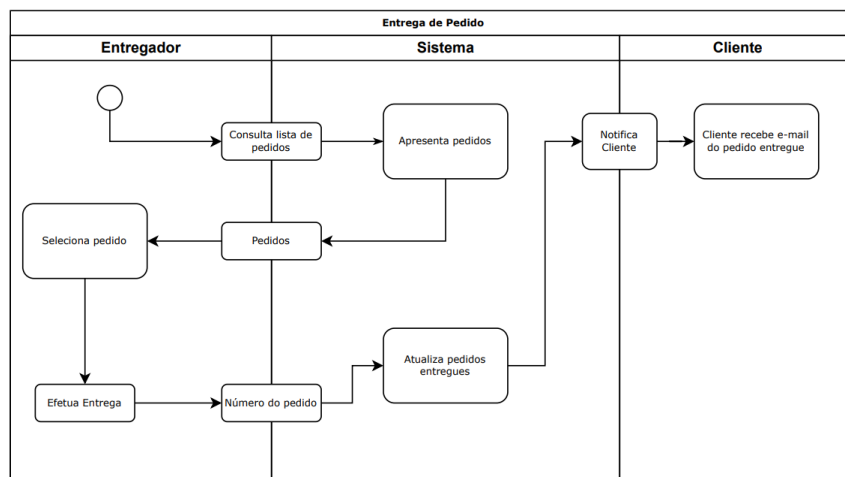 Entrega de Pedido
Entregador
Sistema
Cliente
Consulta lista de
pedidos
Apresenta pedidos
Notifica
Cliente
Cliente recebe e-mail
do pedido entregue
Seleciona pedido
Pedidos
Efetua Entrega
Número do pedido
Atualiza pedidos
entregues